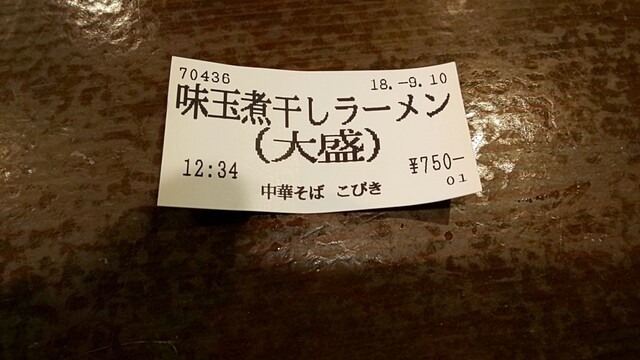 70436 18.-9.10
味玉煮干しラーメン
(大盛)
12:34 ¥750-
01
中華そば こびき